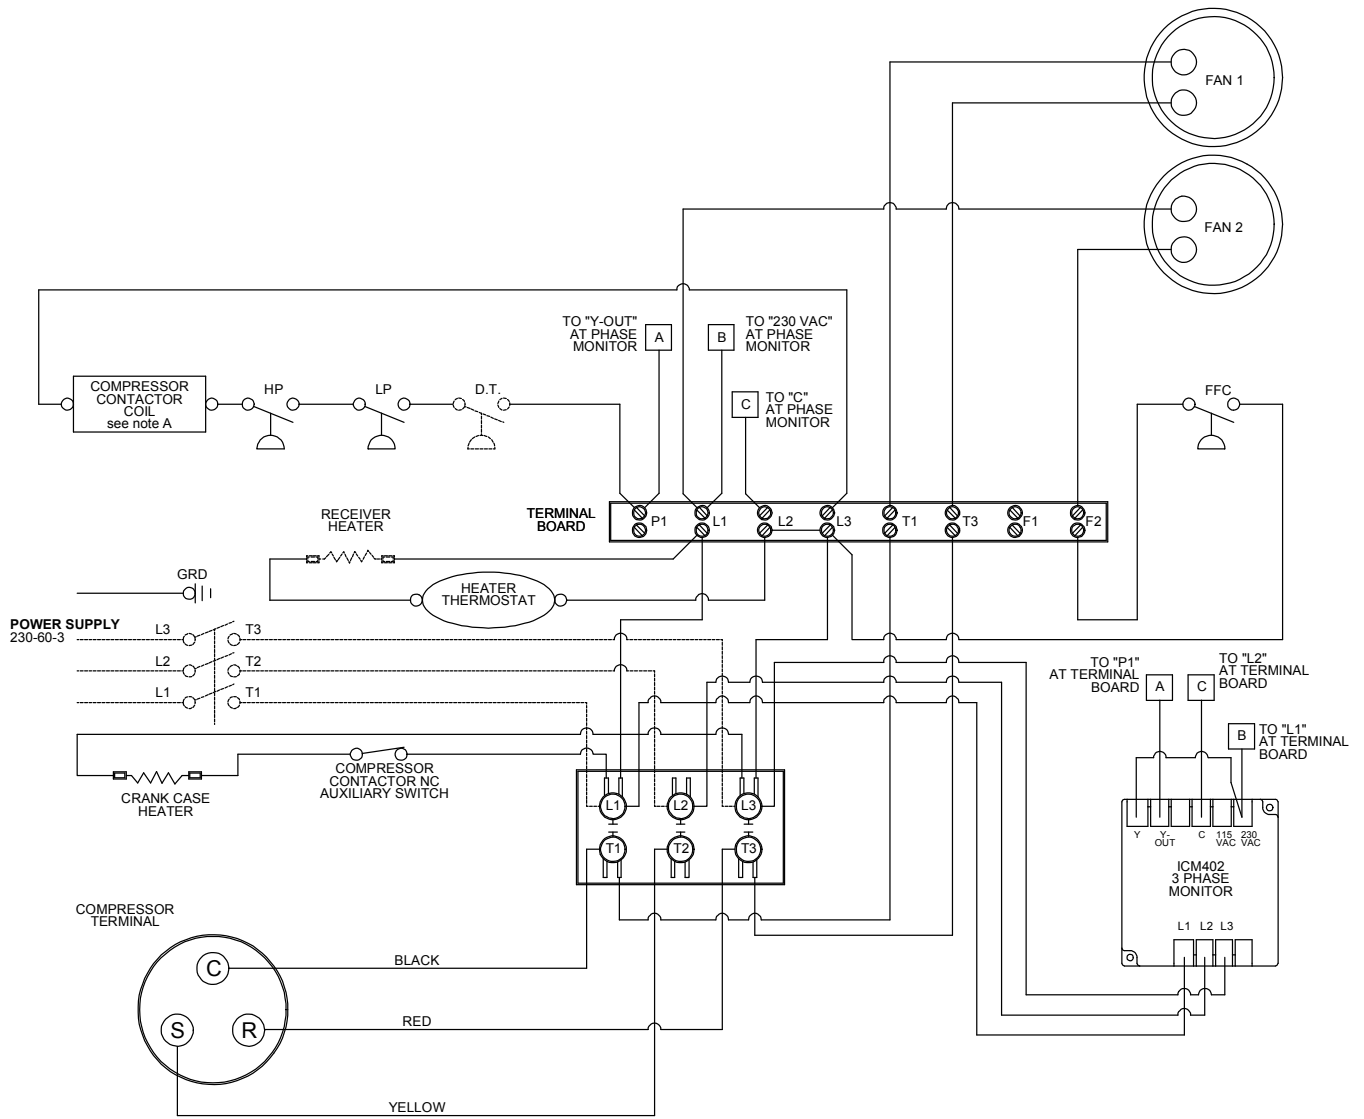 FAN 1
FAN 2
TO "Y-OUT"
AT PHASE
MONITOR
A
B
TO "230 VAC"
AT PHASE
MONITOR
C
TO "C"
AT PHASE
MONITOR
COMPRESSOR
CONTACTOR
COIL
see note A
HP
LP
D.T.
FFC
TERMINAL
BOARD
P1
L1
L2
L3
T1
T3
F1
F2
RECEIVER
HEATER
HEATER
THERMOSTAT
GRD
POWER SUPPLY
230-60-3
L3
T3
L2
T2
L1
T1
COMPRESSOR
CONTACTOR NC
AUXILIARY SWITCH
CRANK CASE
HEATER
L1
L2
L3
T1
T2
T3
TO "P1"
AT TERMINAL
BOARD
A
C
TO "L2"
AT TERMINAL
BOARD
B
TO "L1"
AT TERMINAL
BOARD
Y
Y-
OUT
C
115
VAC
230
VAC
ICM402
3 PHASE
MONITOR
L1
L2
L3
COMPRESSOR
TERMINAL
C
S
R
BLACK
RED
YELLOW